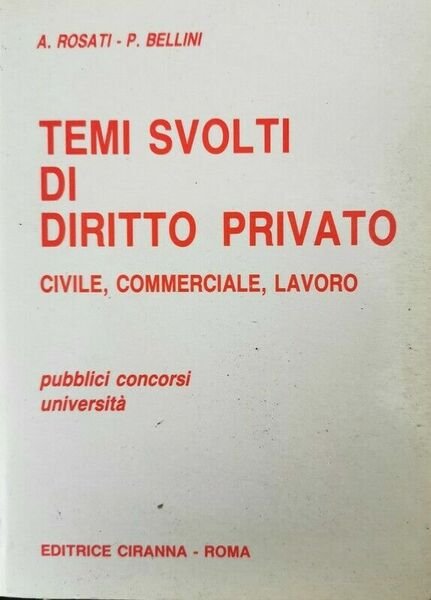 A. ROSATI - P. BELLINI
TEMI SVOLTI
DI
DIRITTO PRIVATO
CIVILE, COMMERCIALE, LAVORO
pubblici concorsi
università
EDITRICE CIRANNA - ROMA